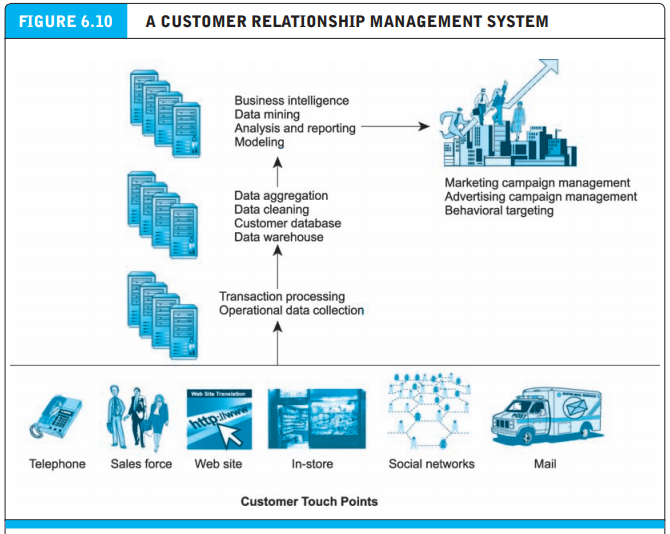 FIGURE 6.10
A CUSTOMER RELATIONSHIP MANAGEMENT SYSTEM
Business intelligence
Data mining
Analysis and reporting
Modeling
Marketing campaign management
Advertising campaign management
Behavioral targeting
Data aggregation
Data cleaning
Customer database
Data warehouse
Transaction processing
Operational data collection
Web Site Translation
http://www
Telephone
Sales force
Web site
In-store
Social networks
Mail
Customer Touch Points